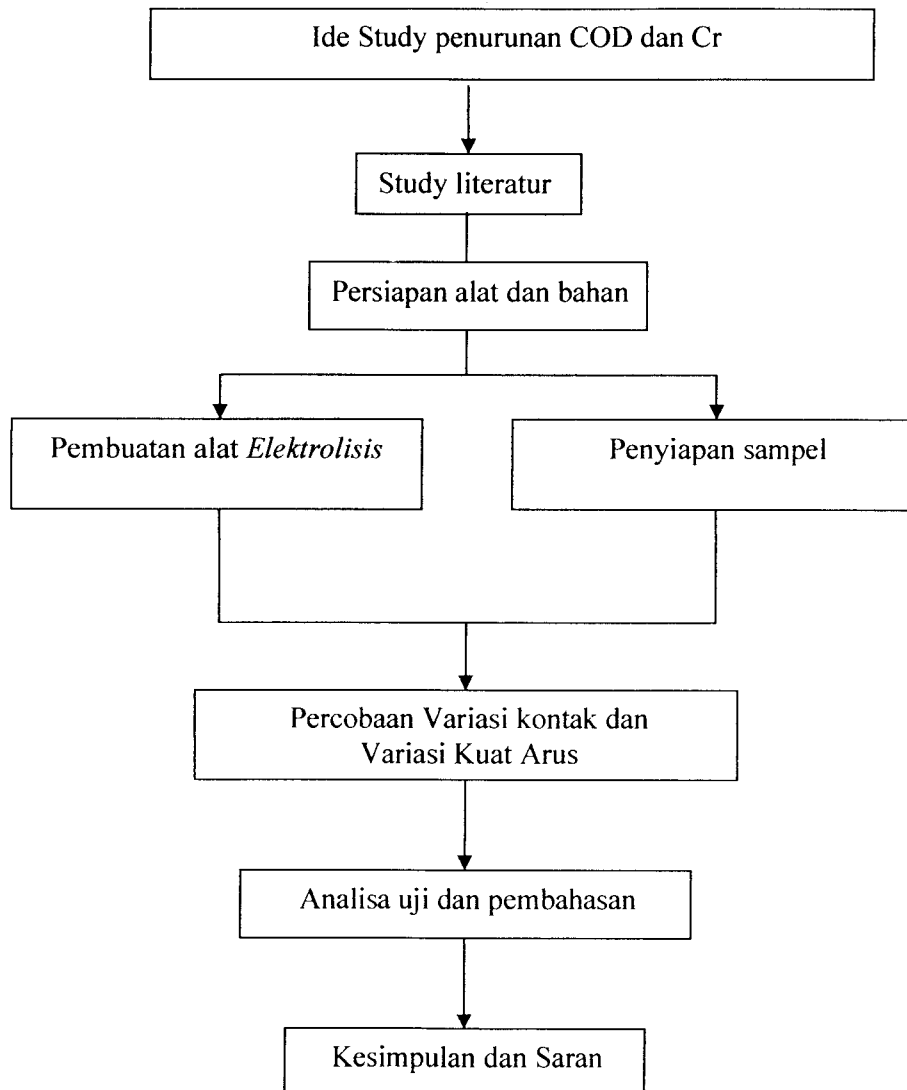 Ide Study penurunan COD dan Cr
Study literatur
Persiapan alat dan bahan
Pembuatan alat Elektrolisis
Penyiapan sampel
Percobaan Variasi kontak dan
Variasi Kuat Arus
Analisa uji dan pembahasan
Kesimpulan dan Saran